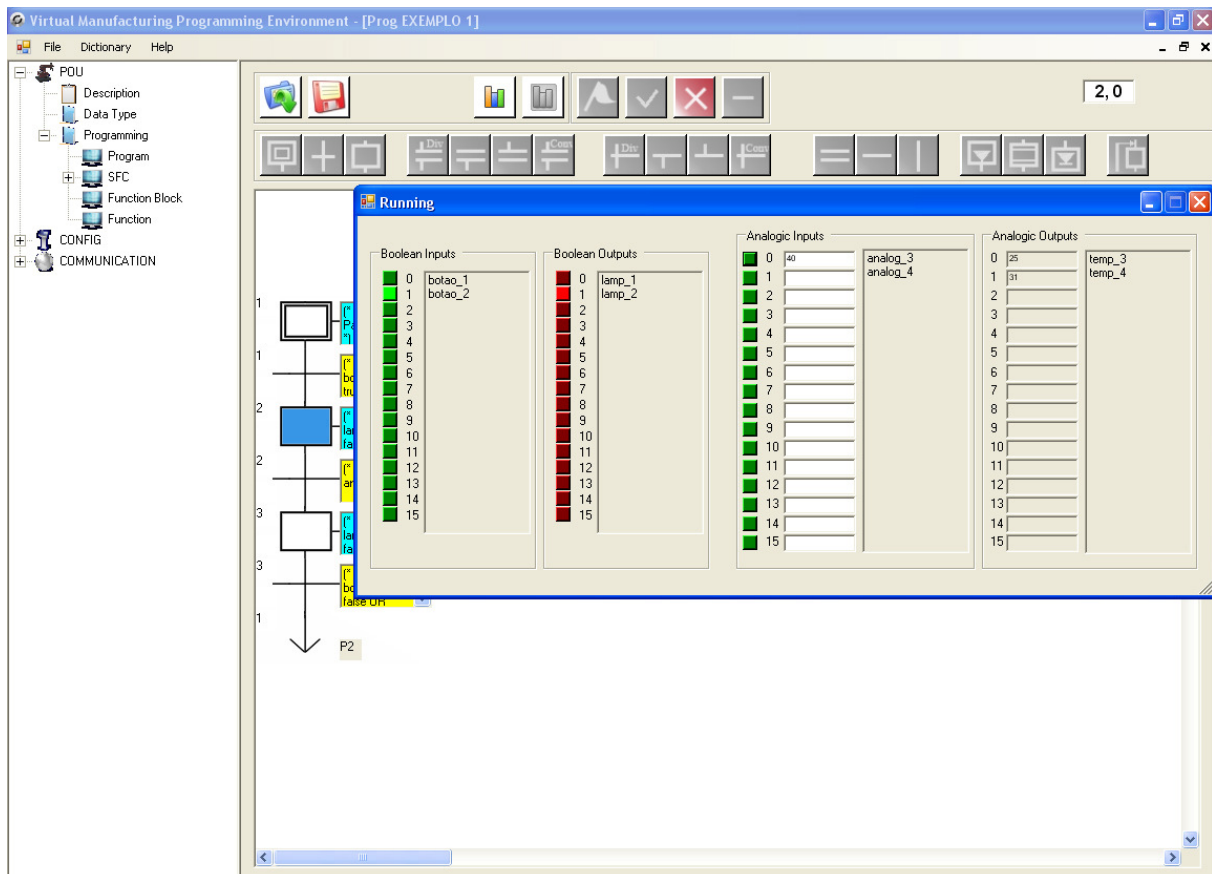 Virtual Manufacturing Programming Environment - [Prog EXEMPLO 1]
File Dictionary Help
POU
Description
Data Type
Programming
Program
SFC
Function Block
Function
CONFIG
COMMUNICATION
2,0
Div
Conv
Div
Conv
Running
Boolean Inputs
0 botao_1
1 botao_2
2
3
4
5
6
7
8
9
10
11
12
13
14
15
Boolean Outputs
0 lamp_1
1 lamp_2
2
3
4
5
6
7
8
9
10
11
12
13
14
15
Analogic Inputs
0 40 analog_3
1 analog_4
2
3
4
5
6
7
8
9
10
11
12
13
14
15
Analogic Outputs
0 25 temp_3
1 31 temp_4
2
3
4
5
6
7
8
9
10
11
12
13
14
15
1
(*
*)
1
(*
2
(*
2
(*
3
(*
3
(*
false OR
1
P2